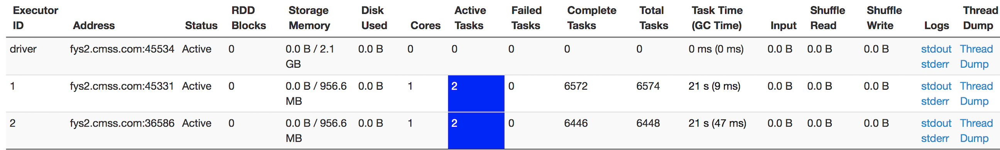 Executor RDD Storage Disk Active Failed Complete Total Task Time Shuffle Shuffle Thread
ID Address Status Blocks Memory Used Cores Tasks Tasks Tasks Tasks (GC Time) Input Read Write Logs Dump
driver fys2.cmss.com:45534 Active 0 0.0 B / 2.1 0.0 B 0 0 0 0 0 0 ms (0 ms) 0.0 B 0.0 B 0.0 B stdout Thread
GB stderr Dump
1 fys2.cmss.com:45331 Active 0 0.0 B / 956.6 0.0 B 1 2 0 6572 6574 21 s (9 ms) 0.0 B 0.0 B 0.0 B stdout Thread
MB stderr Dump
2 fys2.cmss.com:36586 Active 0 0.0 B / 956.6 0.0 B 1 2 0 6446 6448 21 s (47 ms) 0.0 B 0.0 B 0.0 B stdout Thread
MB stderr Dump